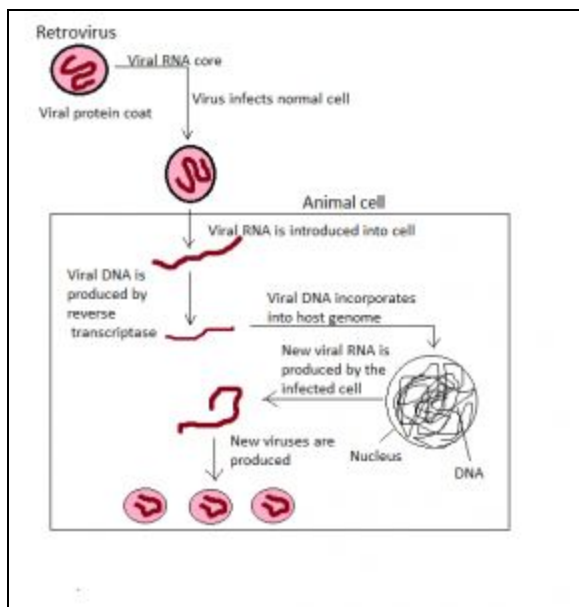 Retrovirus
Viral RNA core
Viral protein coat
Virus infects normal cell
Animal cell
Viral RNA is introduced into cell
Viral DNA is
produced by
reverse
transcriptase
Viral DNA incorporates
into host genome
New viral RNA is
produced by the
infected cell
Nucleus
DNA
New viruses are
produced